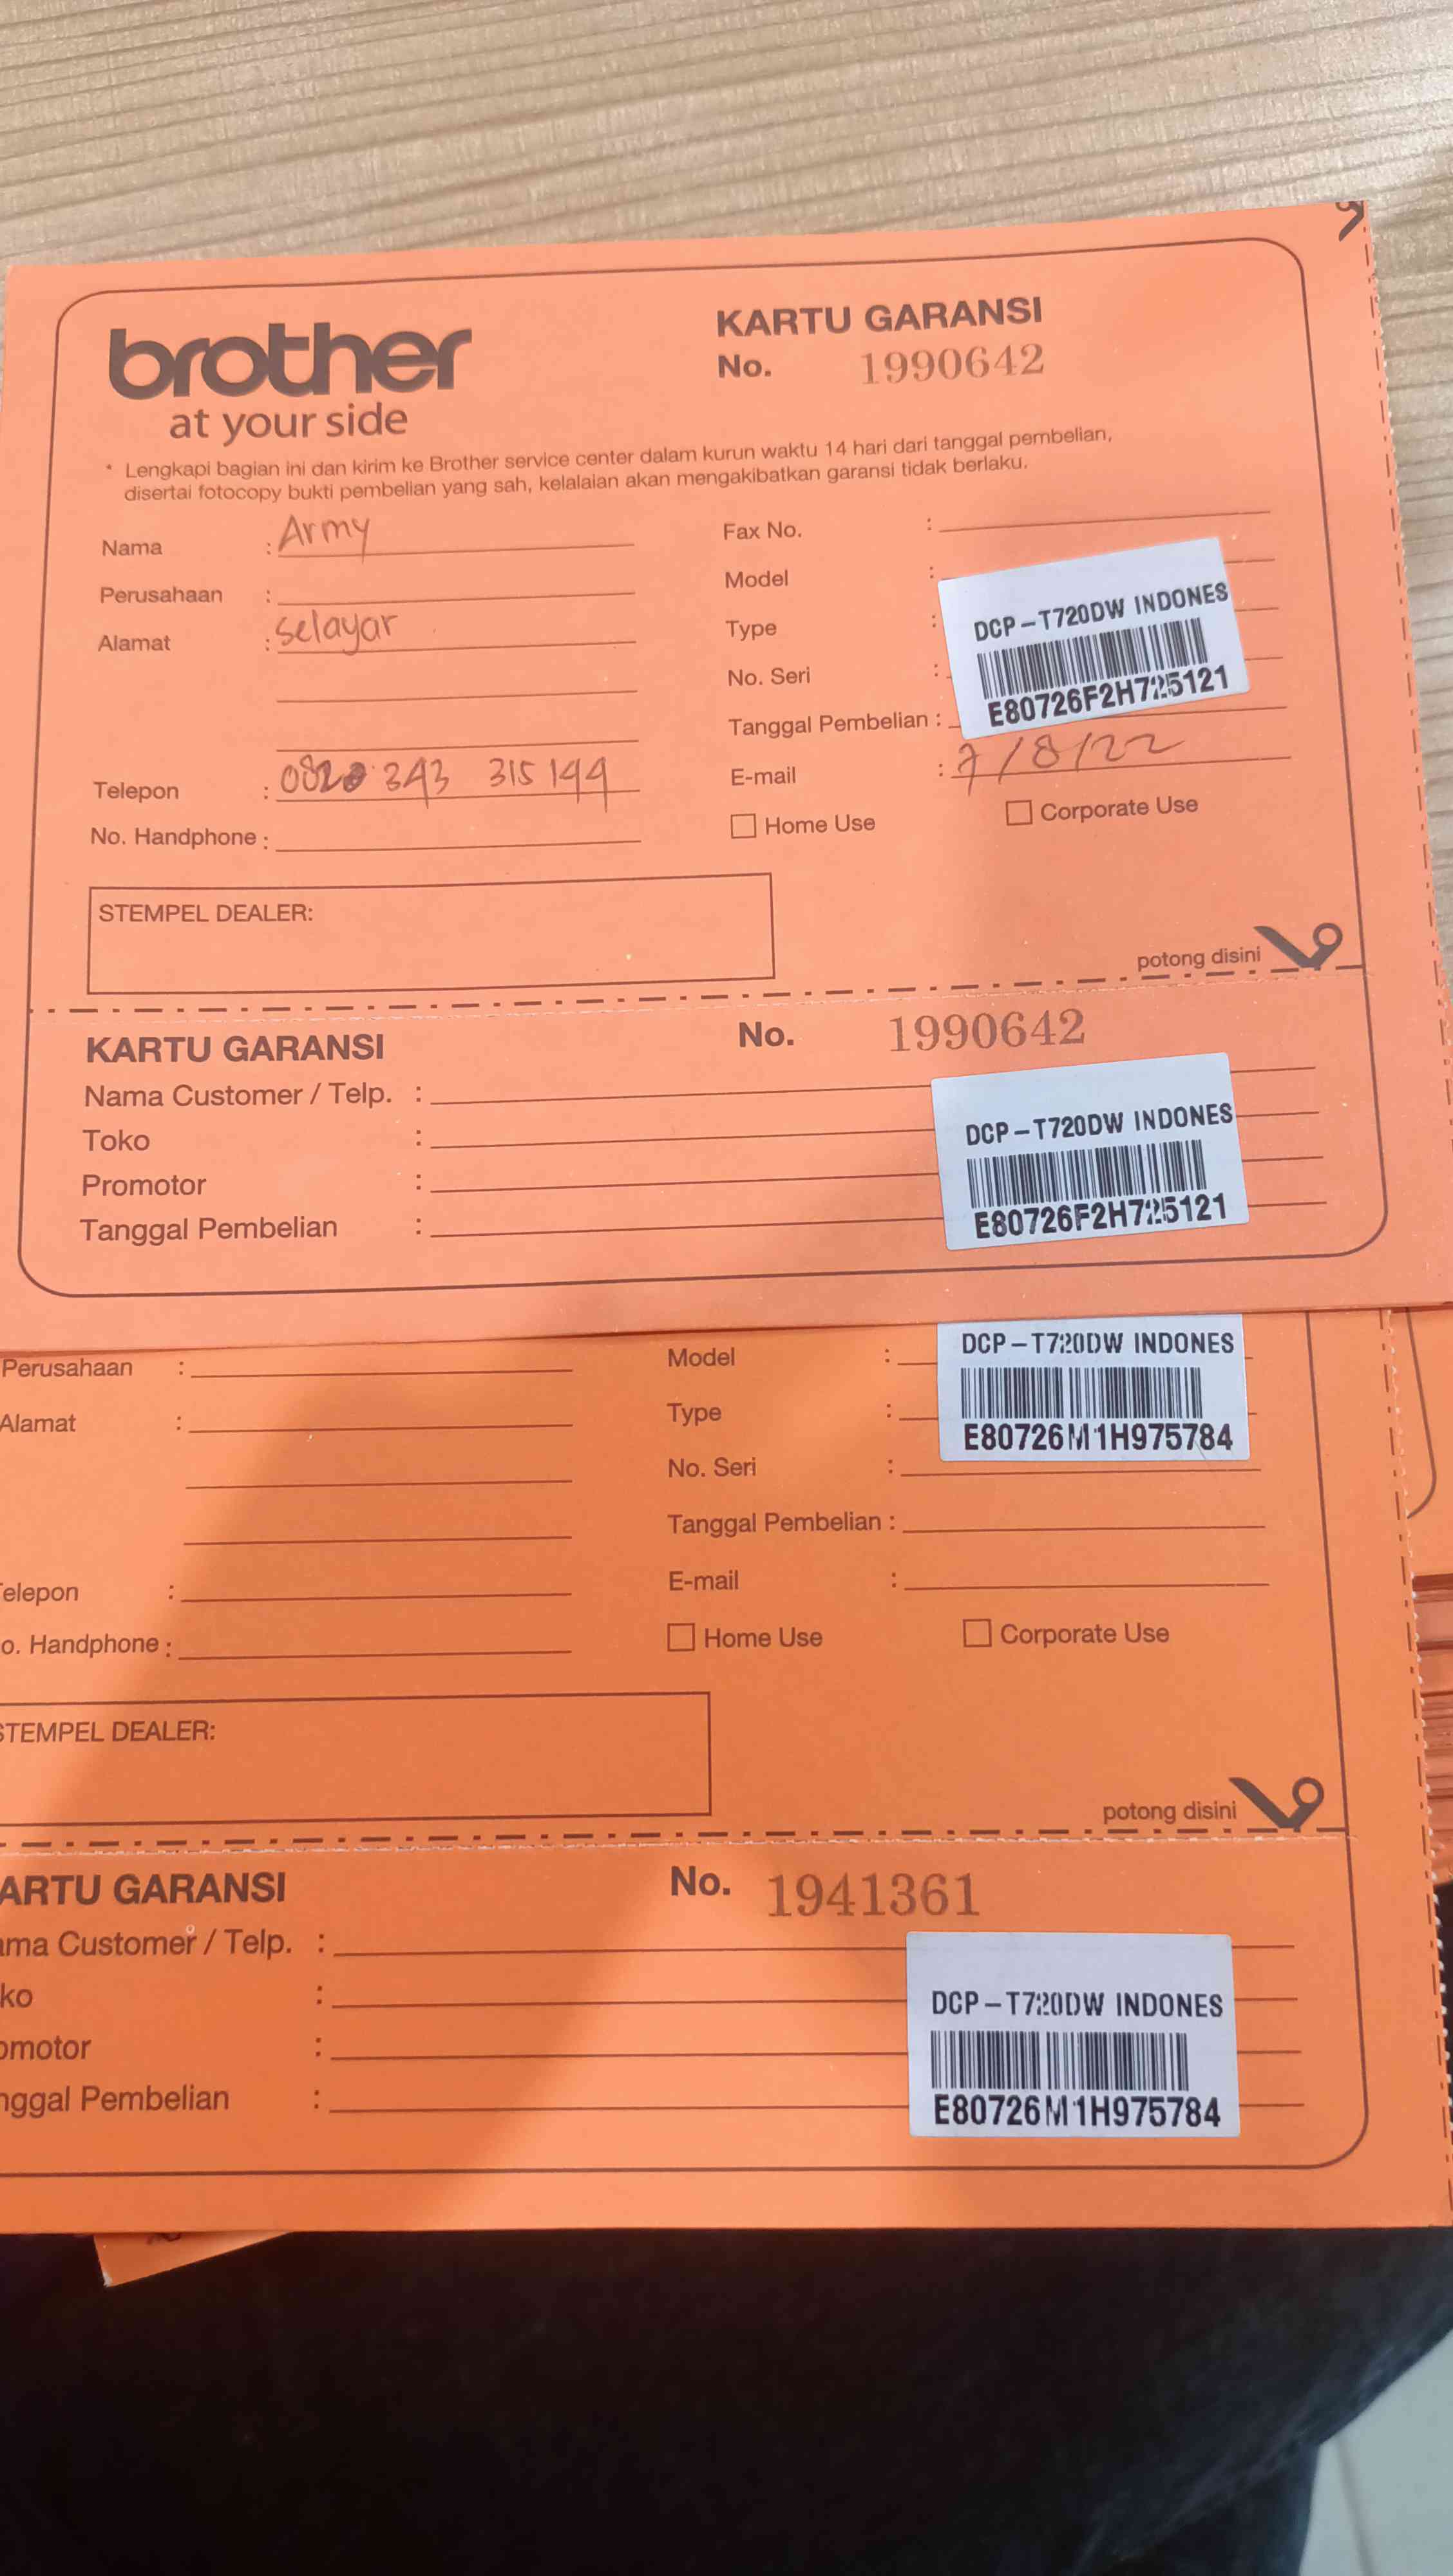 brother
at your side
KARTU GARANSI
No. 1990642
* Lengkapi bagian ini dan kirim ke Brother service center dalam kurun waktu 14 hari dari tanggal pembelian,
disertai fotocopy bukti pembelian yang sah, kelalaian akan mengakibatkan garansi tidak berlaku.
Nama : Army
Perusahaan :
Alamat : selayar
Telepon : 343 315 144
No. Handphone :
Fax No. :
Model :
Type :
No. Seri :
Tanggal Pembelian :
DCP-T720DW INDONES
E80726F2H725121
E-mail : 7/8/22
Home Use Corporate Use
STEMPEL DEALER:
potong disini
KARTU GARANSI No. 1990642
Nama Customer / Telp. :
Toko :
Promotor :
Tanggal Pembelian :
DCP-T720DW INDONES
E80726F2H725121
Perusahaan :
Alamat :
elepon :
o. Handphone :
Model :
Type :
DCP-T720DW INDONES
E80726M1H975784
No. Seri :
Tanggal Pembelian :
E-mail :
Home Use Corporate Use
STEMPEL DEALER:
potong disini
ARTU GARANSI No. 1941361
ama Customer / Telp. :
ko :
omotor :
nggal Pembelian :
DCP-T720DW INDONES
E80726M1H975784